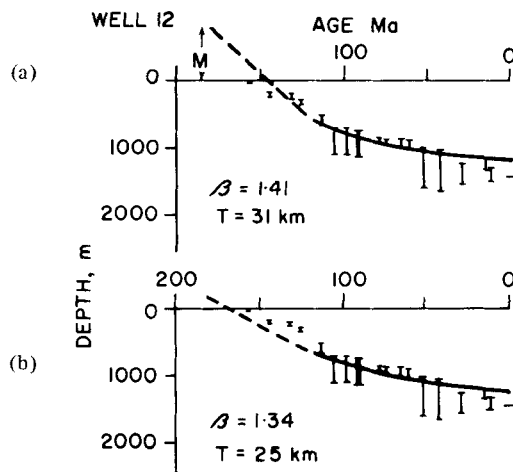 WELL 12
AGE Ma
100
0
(a)
M
0
1000
2000
β = 1·41
T = 31 km
DEPTH, m
200
100
0
(b)
0
1000
2000
β = 1·34
T = 25 km